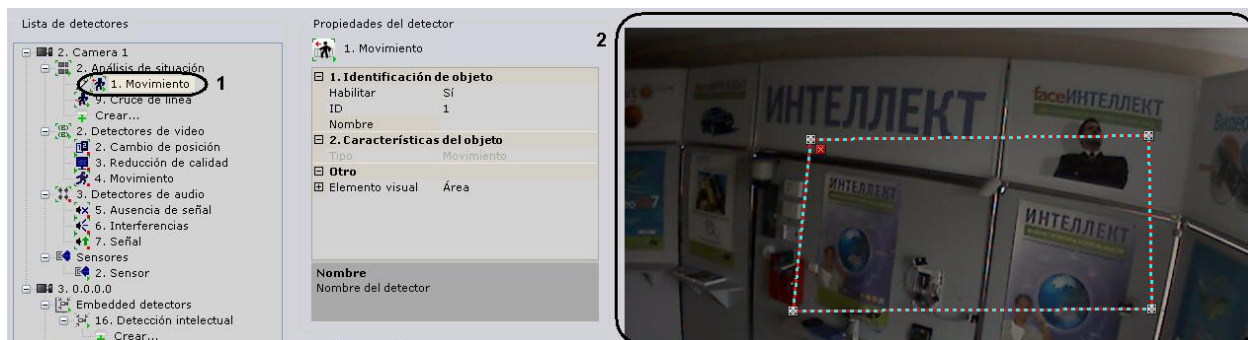 Lista de detectores
2. Camera 1
2. Análisis de situación
1. Movimiento
1
9. Cruce de línea
Crear...
2. Detectores de video
2. Cambio de posición
3. Reducción de calidad
4. Movimiento
3. Detectores de audio
5. Ausencia de señal
6. Interferencias
7. Señal
Sensores
2. Sensor
3. 0.0.0.0
Embedded detectors
16. Detección intelectual
Crear...
Propiedades del detector
1. Movimiento
1. Identificación de objeto
Habilitar Sí
ID 1
Nombre
2. Características del objeto
Tipo Movimiento
Otro
Elemento visual Área
Nombre
Nombre del detector
2
ИНТЕЛЛЕКТ
faceИНТЕЛЛЕКТ
ИНТЕЛЛЕКТ
ИНТЕЛЛЕКТ